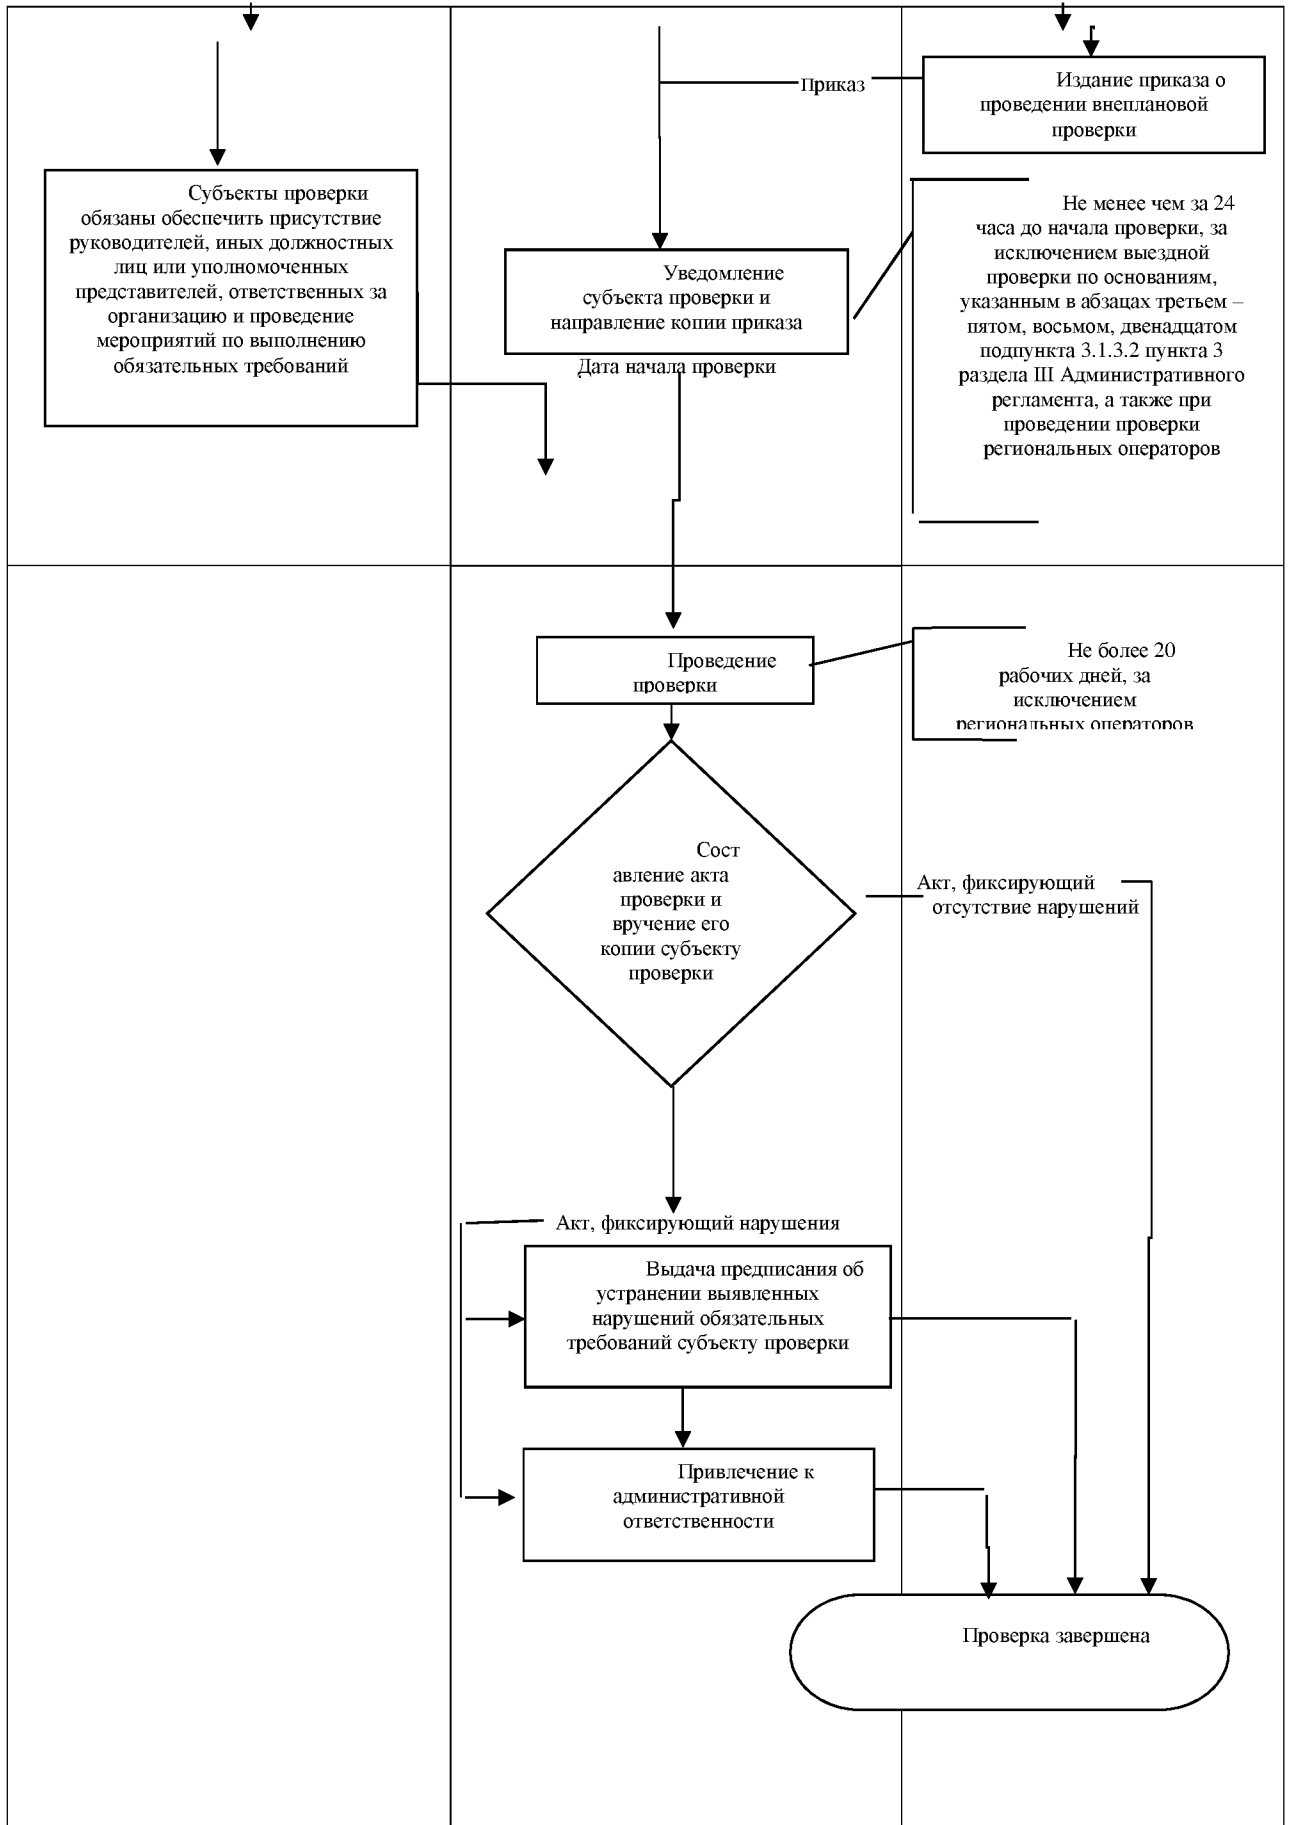 Приказ
Издание приказа о
проведении внеплановой
проверки
Субъекты проверки
обязаны обеспечить присутствие
руководителей, иных должностных
лиц или уполномоченных
представителей, ответственных за
организацию и проведение
мероприятий по выполнению
обязательных требований
Уведомление
субъекта проверки и
направление копии приказа
Дата начала проверки
Не менее чем за 24
часа до начала проверки, за
исключением выездной
проверки по основаниям,
указанным в абзацах третьем –
пятом, восьмом, двенадцатом
подпункта 3.1.3.2 пункта 3
раздела III Административного
регламента, а также при
проведении проверки
региональных операторов
Проведение
проверки
Не более 20
рабочих дней, за
исключением
региональных операторов
Сост
авление акта
проверки и
вручение его
копии субъекту
проверки
Акт, фиксирующий
отсутствие нарушений
Акт, фиксирующий нарушения
Выдача предписания об
устранении выявленных
нарушений обязательных
требований субъекту проверки
Привлечение к
административной
ответственности
Проверка завершена